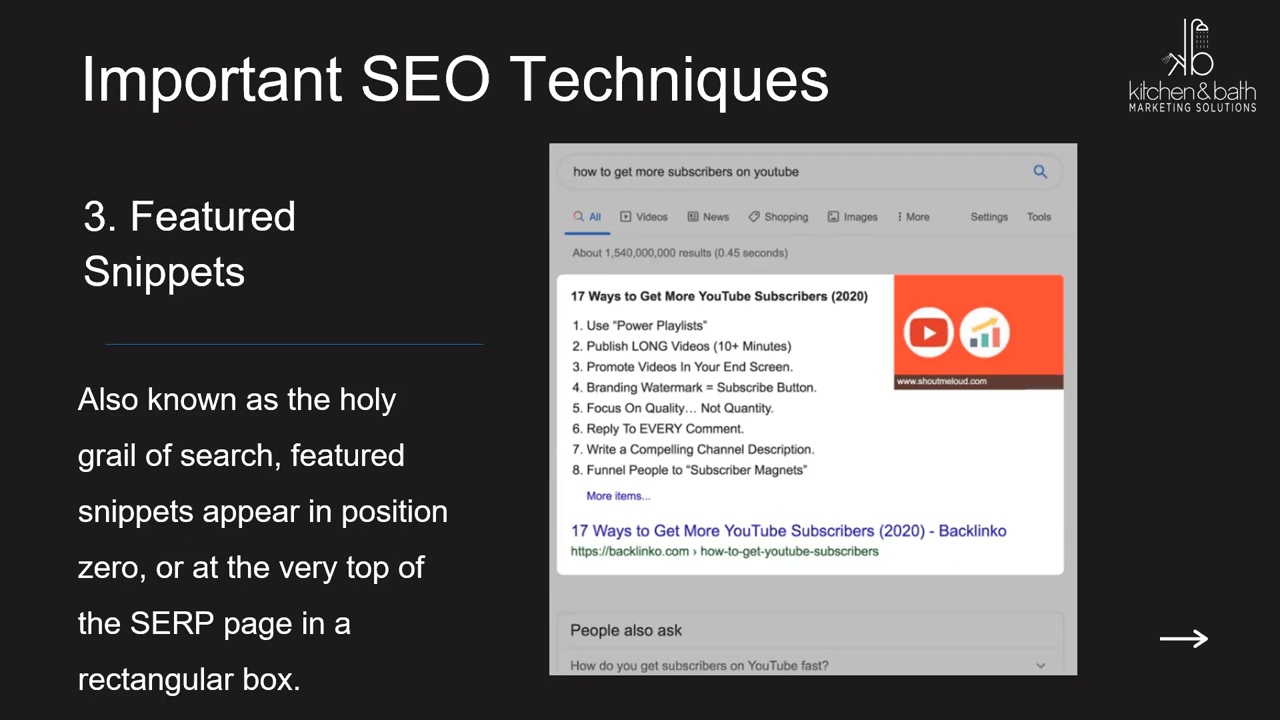 Important SEO Techniques
kb
kitchen&bath
MARKETING SOLUTIONS
3. Featured
Snippets
Also known as the holy
grail of search, featured
snippets appear in position
zero, or at the very top of
the SERP page in a
rectangular box.
how to get more subscribers on youtube
All Videos News Shopping Images More Settings Tools
About 1,540,000,000 results (0.45 seconds)
17 Ways to Get More YouTube Subscribers (2020)
1. Use “Power Playlists”
2. Publish LONG Videos (10+ Minutes)
3. Promote Videos In Your End Screen.
4. Branding Watermark = Subscribe Button.
5. Focus On Quality… Not Quantity.
6. Reply To EVERY Comment.
7. Write a Compelling Channel Description.
8. Funnel People to “Subscriber Magnets”
More items...
www.shoutmeloud.com
17 Ways to Get More YouTube Subscribers (2020) - Backlinko
https://backlinko.com › how-to-get-youtube-subscribers
People also ask
How do you get subscribers on YouTube fast?